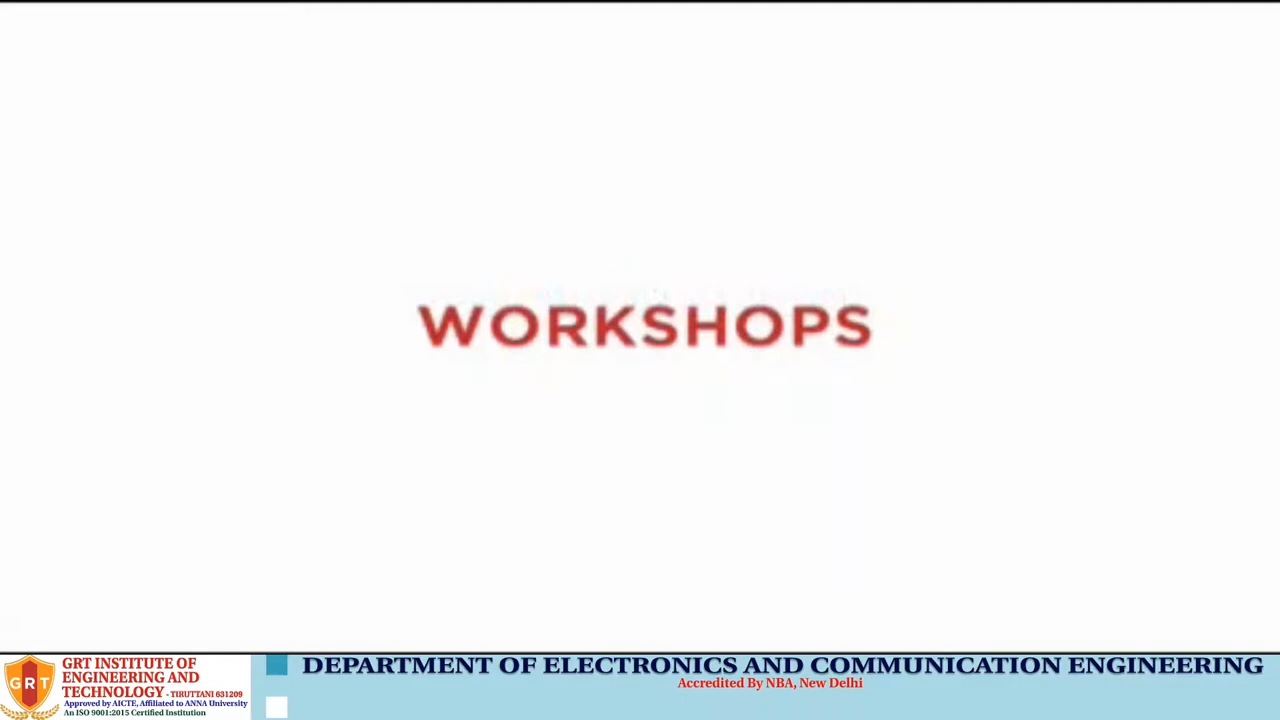 WORKSHOPS
GRT
GRT INSTITUTE OF
ENGINEERING AND
TECHNOLOGY - TIRUTTANI 631209
Approved by AICTE, Affiliated to ANNA University
An ISO 9001:2015 Certified Institution
DEPARTMENT OF ELECTRONICS AND COMMUNICATION ENGINEERING
Accredited By NBA, New Delhi